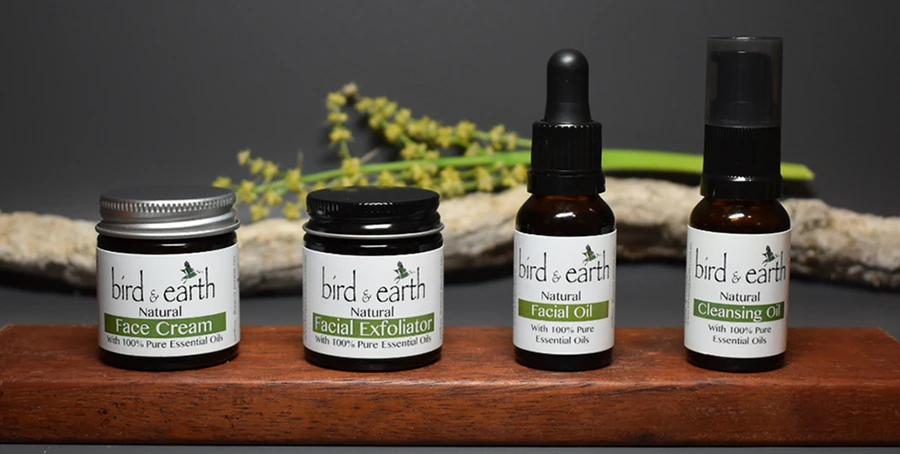 bird & earth
Natural
Face Cream
With 100% Pure Essential Oils
bird & earth
Natural
Facial Exfoliator
With 100% Pure Essential Oils
bird & earth
Natural
Facial Oil
With 100% Pure
Essential Oils
bird & earth
Natural
Cleansing Oil
With 100% Pure
Essential Oils